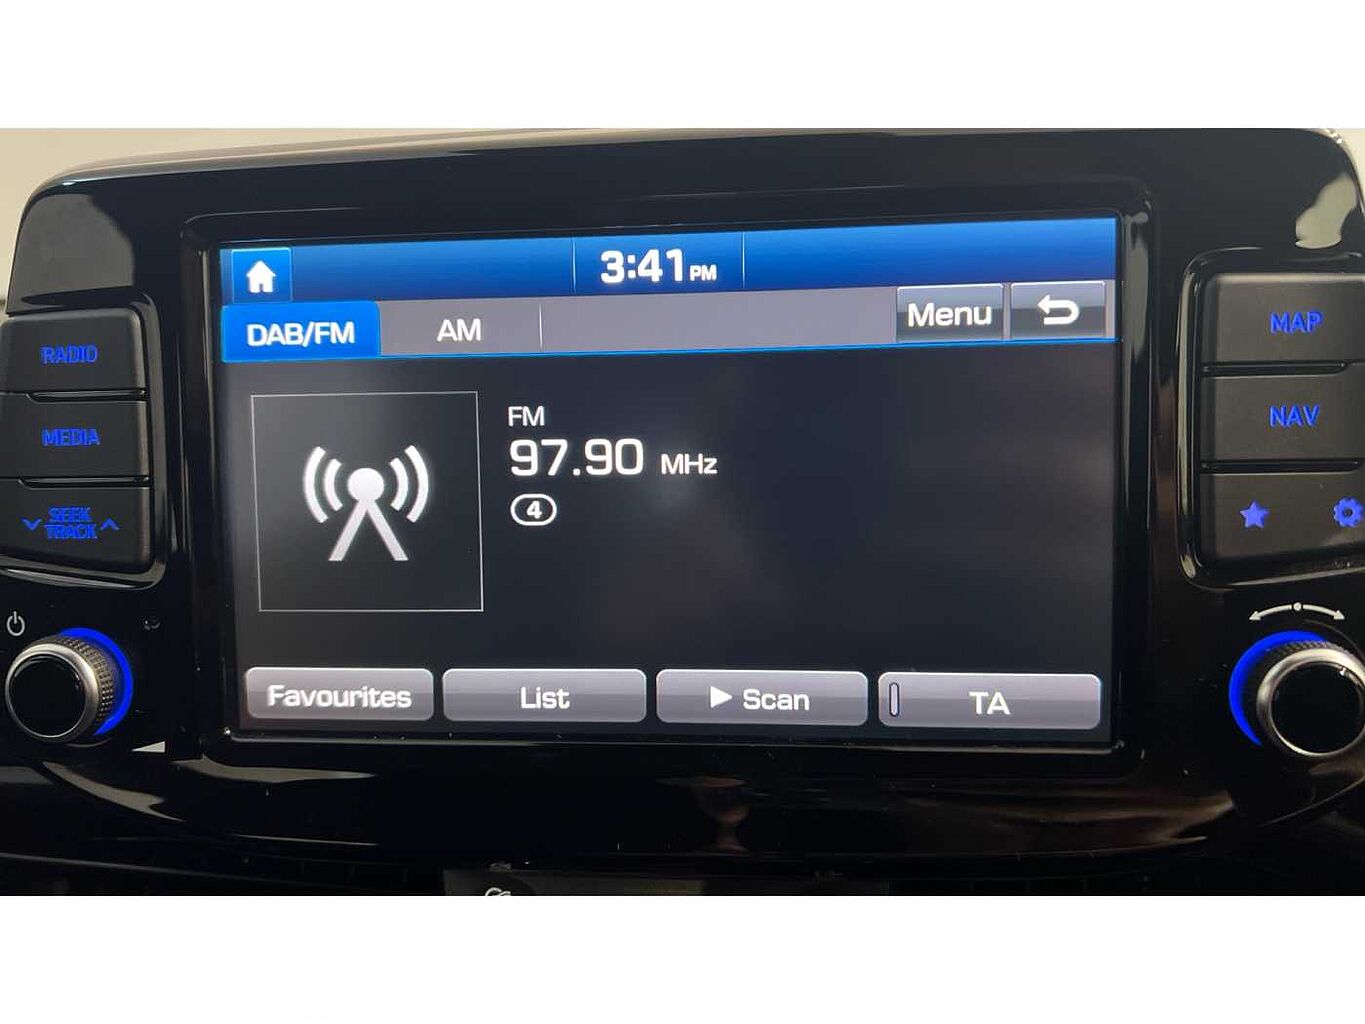 3:41 PM
DAB/FM
AM
Menu
RADIO
MEDIA
SEEK
TRACK
FM
97.90 MHz
4
Favourites
List
Scan
TA
MAP
NAV